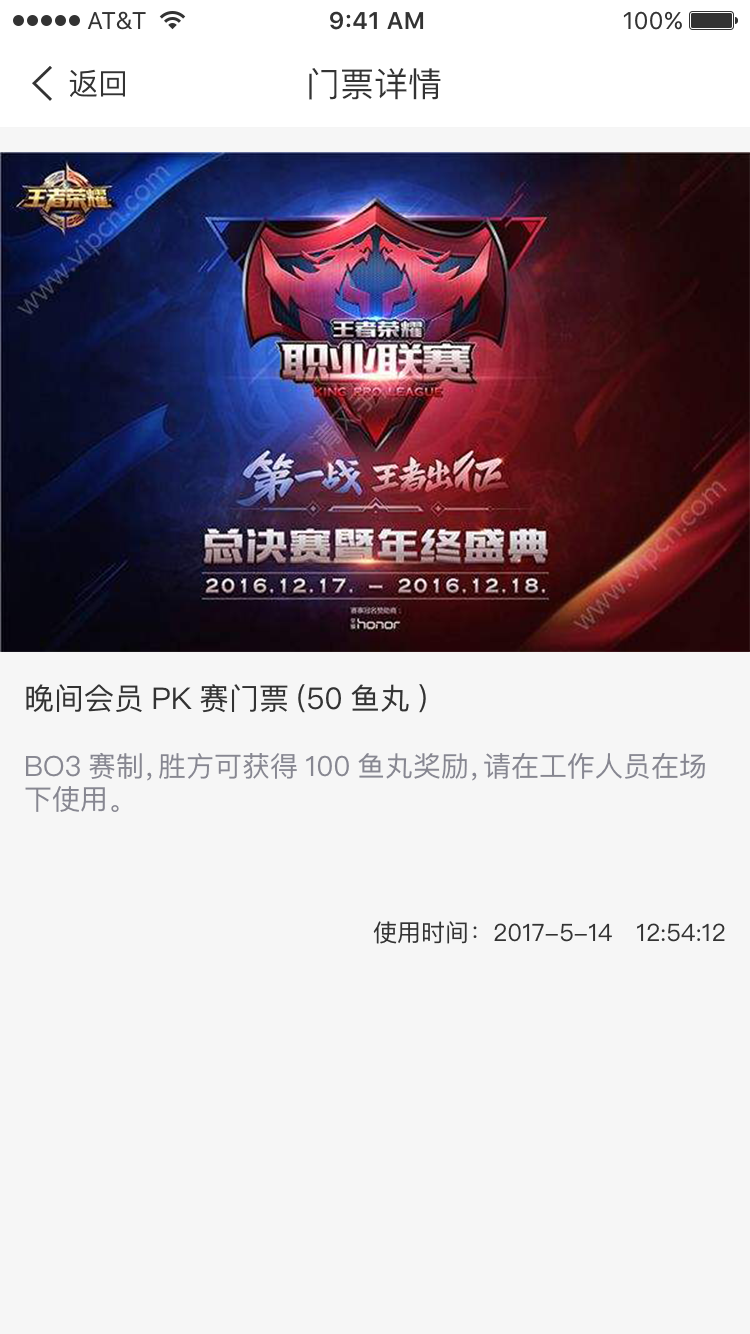 AT&T 9:41 AM 100%
返回 门票详情
王者荣耀
www.vipcn.com
王者荣耀
职业联赛
KING PRO LEAGUE
第一战 王者出征
总决赛暨年终盛典
2016.12.17. – 2016.12.18.
赛事冠名赞助商：
honor
www.vipcn.com
晚间会员 PK 赛门票 (50 鱼丸 )
BO3 赛制, 胜方可获得 100 鱼丸奖励, 请在工作人员在场
下使用。
使用时间： 2017–5–14 12:54:12